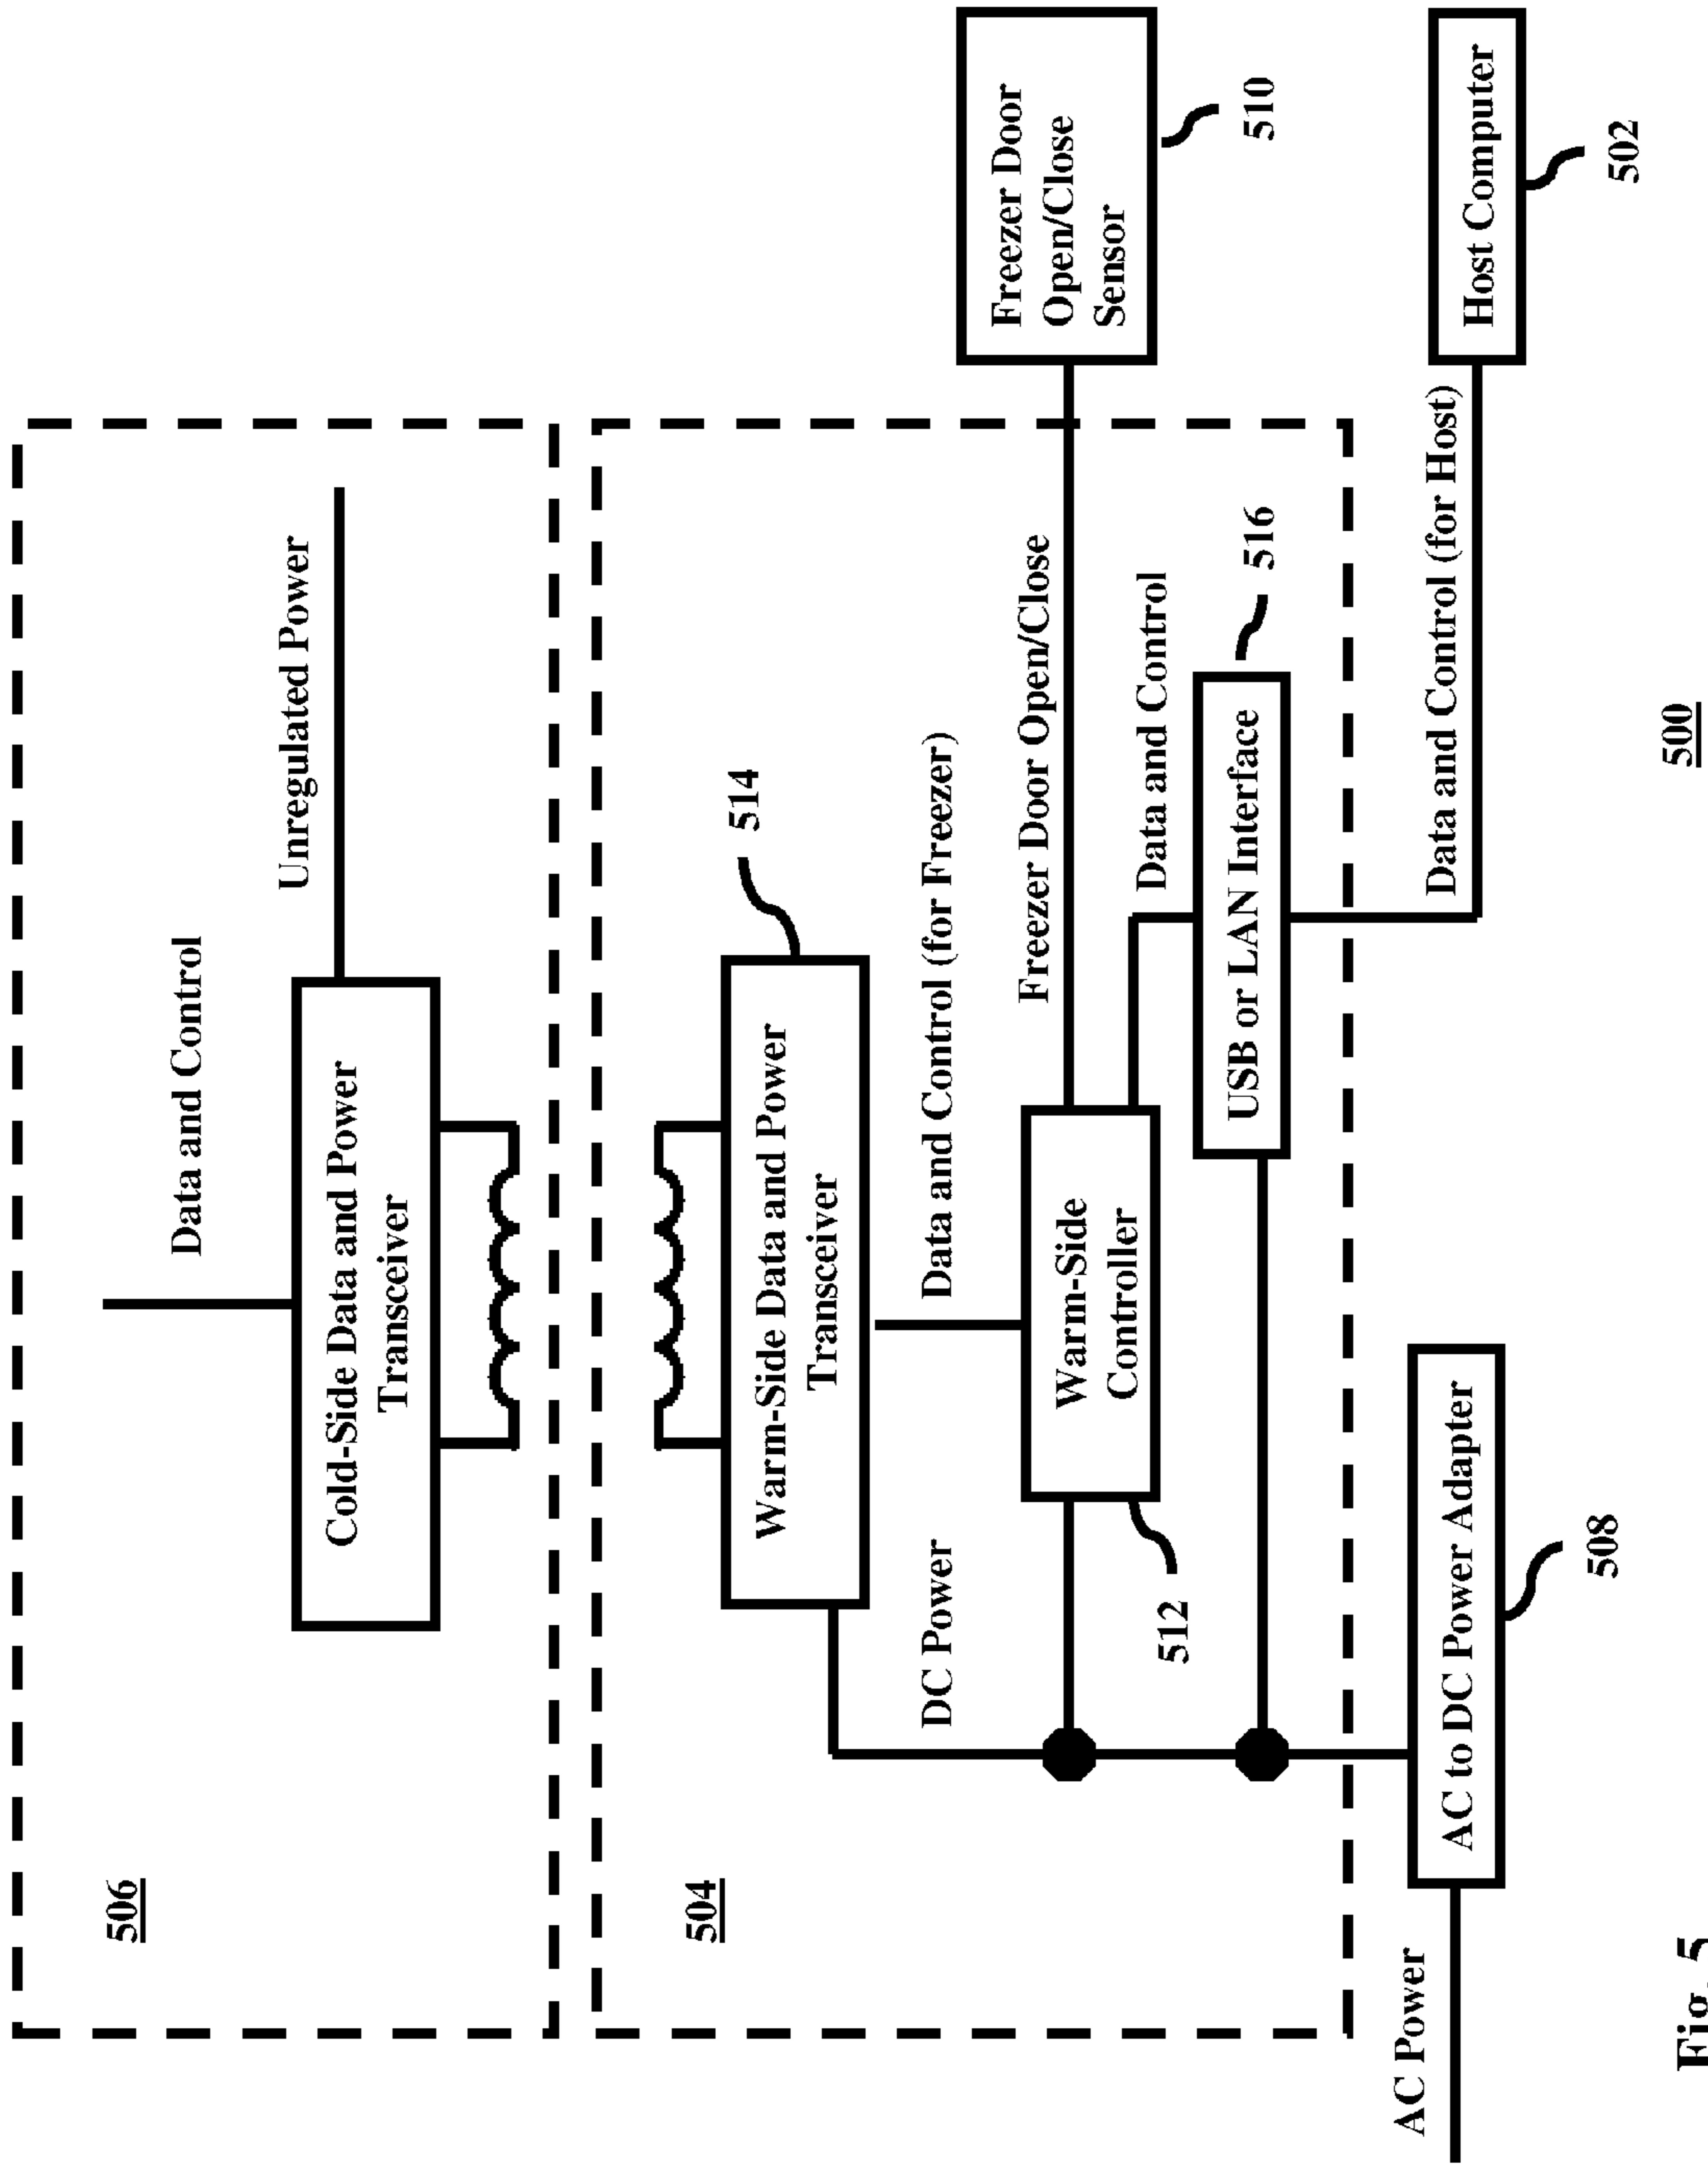 506
Data and Control
Unregulated Power
Cold-Side Data and Power
Transceiver
504
514
Warm-Side Data and Power
Transceiver
DC Power
Data and Control (for Freezer)
Freezer Door Open/Close
Freezer Door
Open/Close
Sensor
510
Warm-Side
Controller
512
Data and Control
516
USB or LAN Interface
AC Power
AC to DC Power Adapter
508
Data and Control (for Host)
Host Computer
502
500
Fig. 5